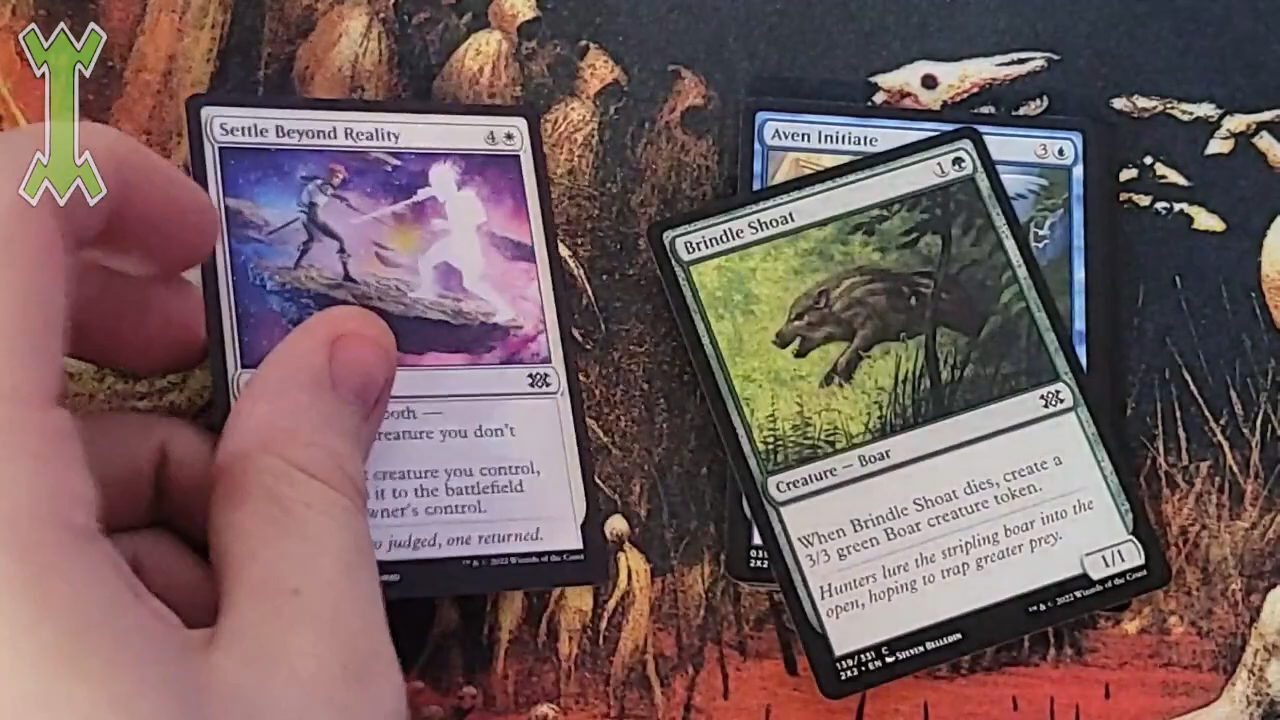 Settle Beyond Reality
4
both —
creature you don't
creature you control,
it to the battlefield
owner's control.
judged, one returned.
™ & © 2022 Wizards of the Coast
Aven Initiate
3
2X2
Brindle Shoat
1
Creature — Boar
When Brindle Shoat dies, create a
3/3 green Boar creature token.
Hunters lure the stripling boar into the
open, hoping to trap greater prey.
1/1
139/331 C
2X2 • EN Steven Belledin
™ & © 2022 Wizards of the Coast